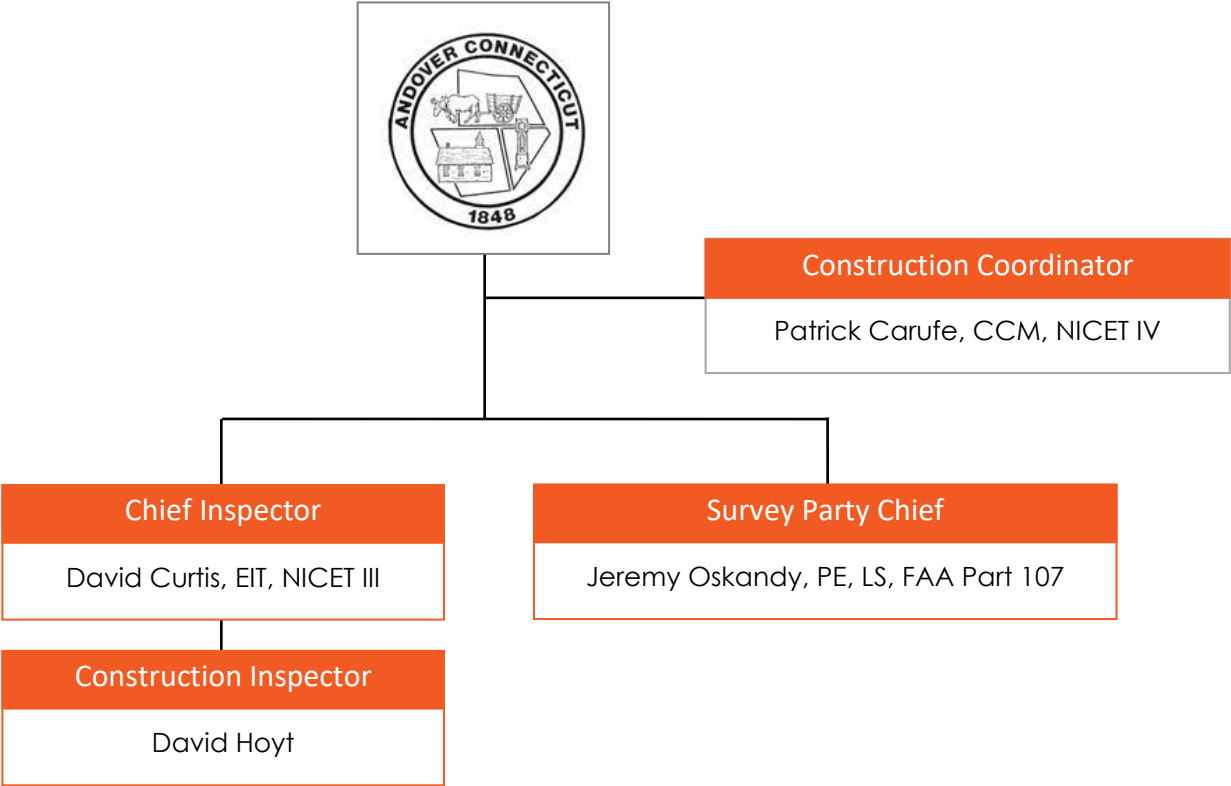 ANDOVER CONNECTICUT
1848
Construction Coordinator
Patrick Carufe, CCM, NICET IV
Chief Inspector
David Curtis, EIT, NICET III
Survey Party Chief
Jeremy Oskandy, PE, LS, FAA Part 107
Construction Inspector
David Hoyt